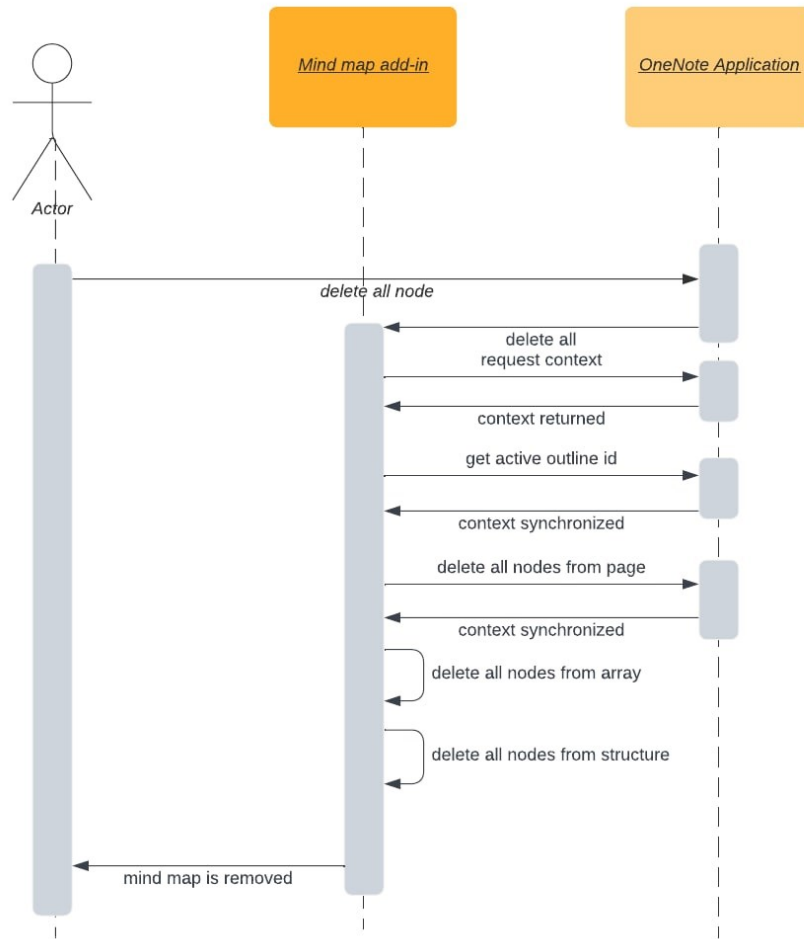 Mind map add-in
OneNote Application
Actor
delete all node
delete all
request context
context returned
get active outline id
context synchronized
delete all nodes from page
context synchronized
delete all nodes from array
delete all nodes from structure
mind map is removed